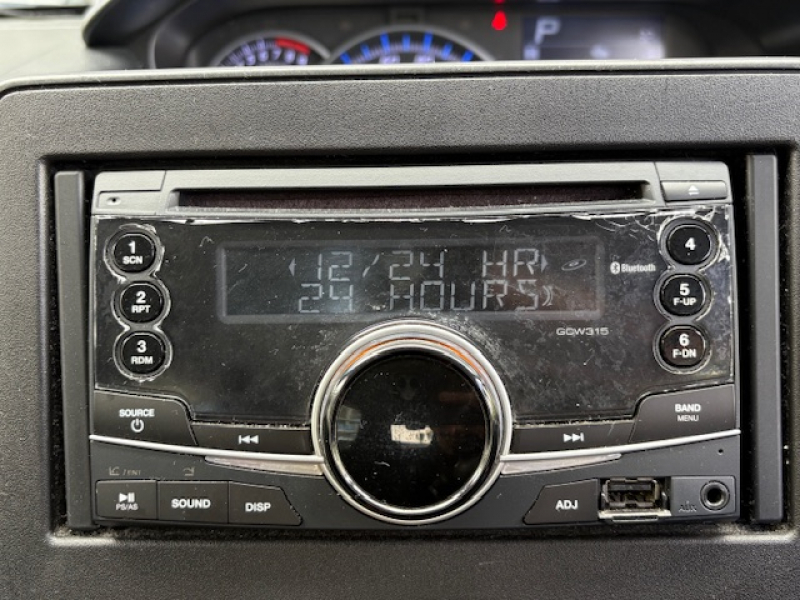 P
1
SCN
12/24 HR
Bluetooth
4
2
RPT
24 HOURS
5
F-UP
GCW315
3
RDM
6
F-DN
SOURCE
BAND
MENU
/ ENT
PS/AS
SOUND
DISP
ADJ
AUX